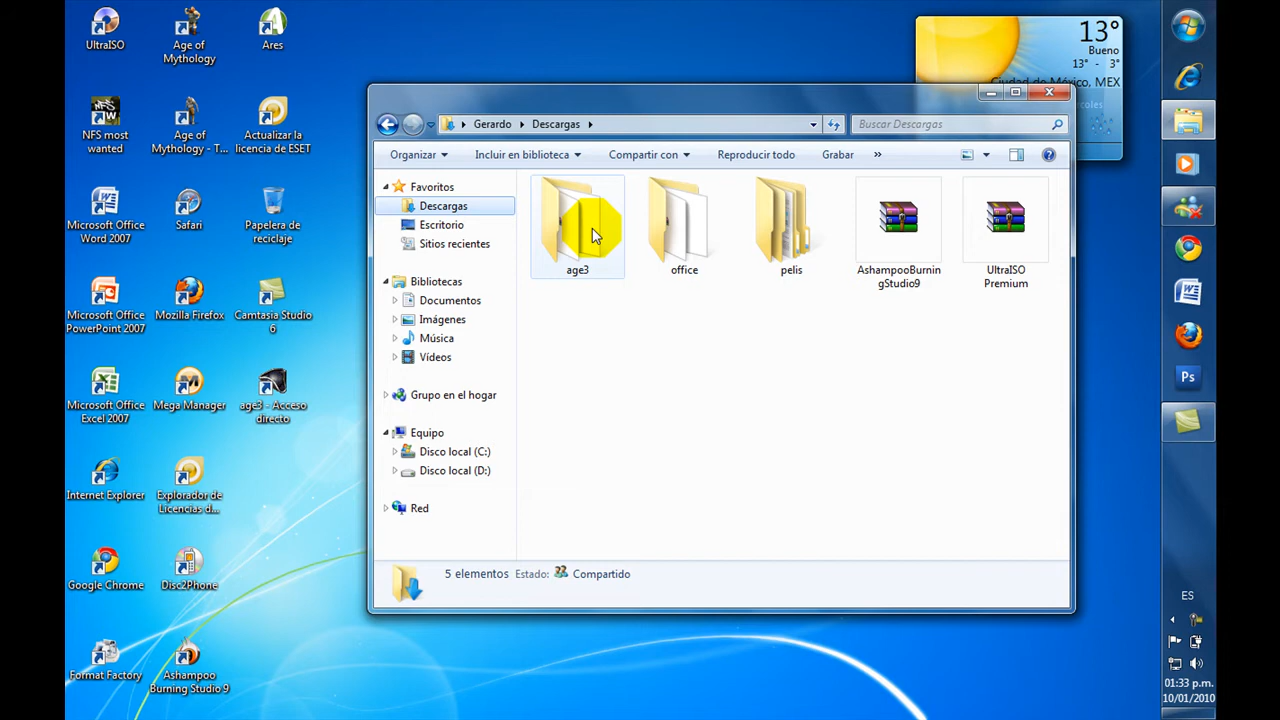 UltraISO
Age of
Mythology
Ares
NFS most
wanted
Age of
Mythology - T...
Actualizar la
licencia de ESET
Microsoft Office
Word 2007
Safari
Papelera de
reciclaje
Microsoft Office
PowerPoint 2007
Mozilla Firefox
Camtasia Studio
6
Microsoft Office
Excel 2007
Mega Manager
age3 - Acceso
directo
Internet Explorer
Explorador de
Licencias d...
Google Chrome
Disc2Phone
Format Factory
Ashampoo
Burning Studio 9
13°
Bueno
13° - 3°
Ciudad de México, MEX
Gerardo
Descargas
Buscar Descargas
Organizar
Incluir en biblioteca
Compartir con
Reproducir todo
Grabar
»
Favoritos
Descargas
Escritorio
Sitios recientes
Bibliotecas
Documentos
Imágenes
Música
Vídeos
Grupo en el hogar
Equipo
Disco local (C:)
Disco local (D:)
Red
age3
office
pelis
AshampooBurnin
gStudio9
UltraISO
Premium
5 elementos Estado: Compartido
Ps
ES
01:33 p.m.
10/01/2010